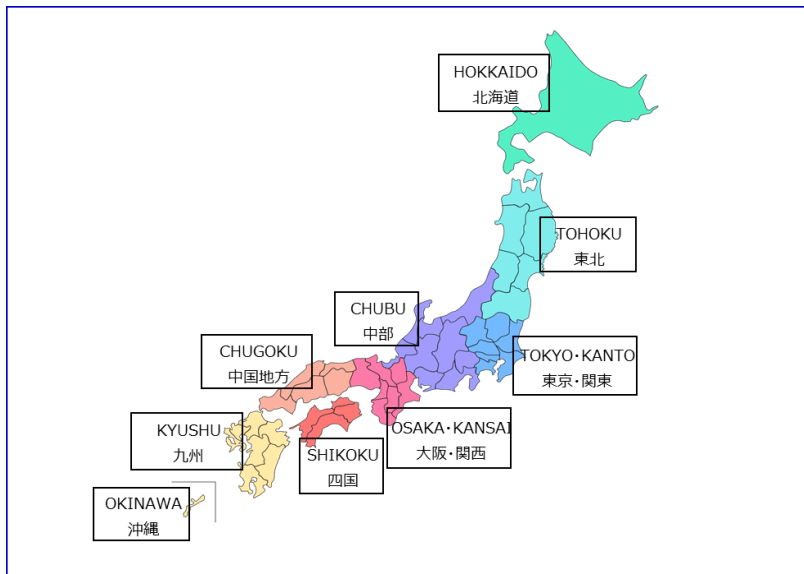 HOKKAIDO
北海道
TOHOKU
東北
CHUBU
中部
TOKYO・KANTO
東京・関東
CHUGOKU
中国地方
OSAKA・KANSAI
大阪・関西
KYUSHU
九州
SHIKOKU
四国
OKINAWA
沖縄